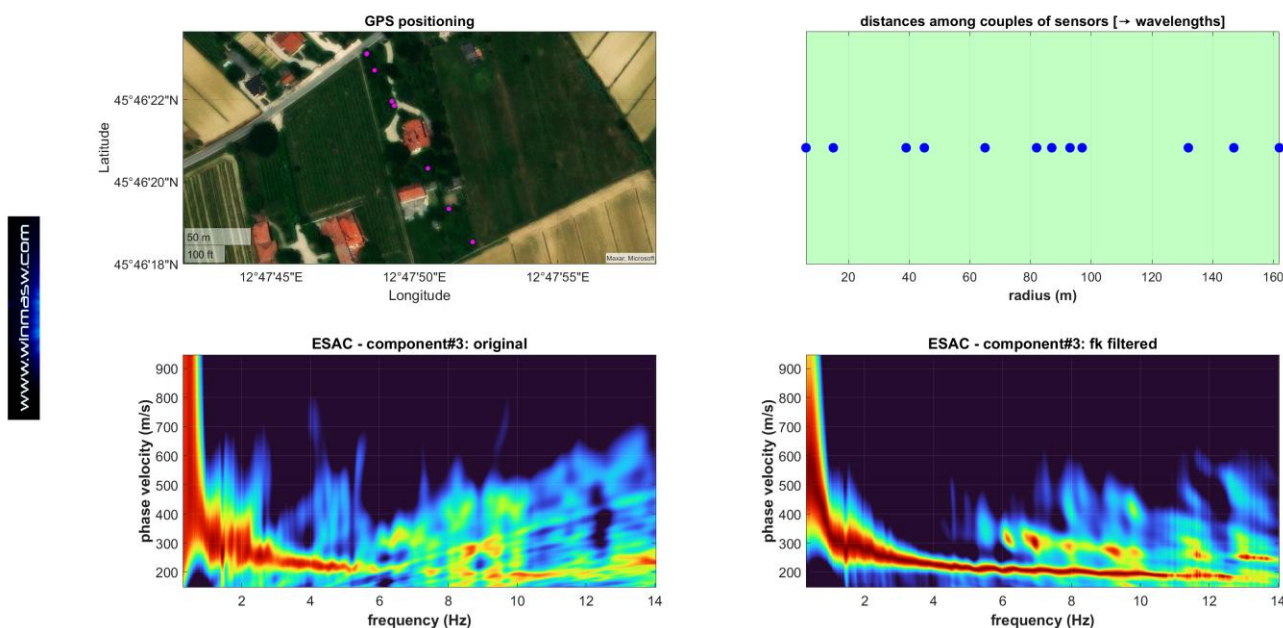 www.winmasw.com
GPS positioning
Latitude
45°46'22"N
45°46'20"N
45°46'18"N
50 m
100 ft
Maxar, Microsoft
12°47'45"E
12°47'50"E
12°47'55"E
Longitude
distances among couples of sensors [→ wavelengths]
20
40
60
80
100
120
140
160
radius (m)
ESAC - component#3: original
phase velocity (m/s)
900
800
700
600
500
400
300
200
2
4
6
8
10
12
14
frequency (Hz)
ESAC - component#3: fk filtered
phase velocity (m/s)
900
800
700
600
500
400
300
200
2
4
6
8
10
12
14
frequency (Hz)